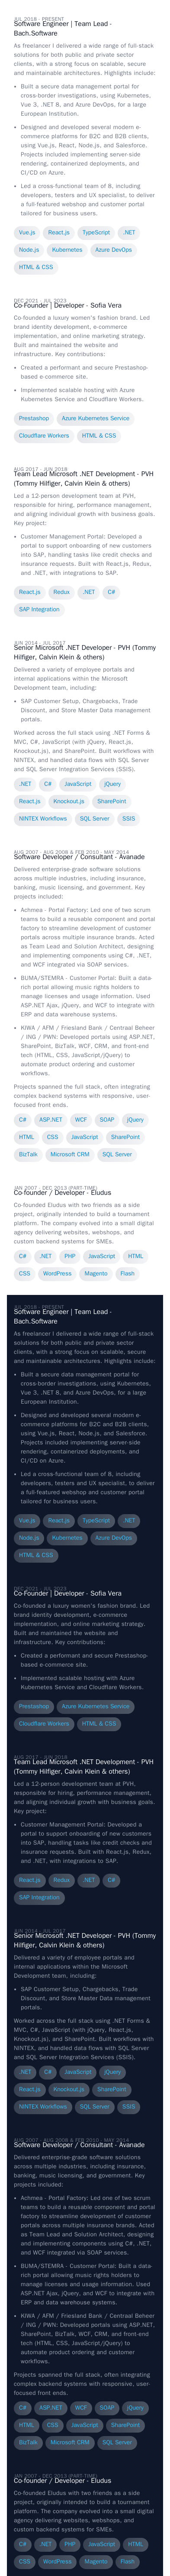 JUL 2018 - PRESENT
Software Engineer | Team Lead -
Bach.Software
As freelancer I delivered a wide range of full-stack
solutions for both public and private sector
clients, with a strong focus on scalable, secure
and maintainable architectures. Highlights include:
• Built a secure data management portal for
cross-border investigations, using Kubernetes,
Vue 3, .NET 8, and Azure DevOps, for a large
European Institution.
• Designed and developed several modern e-
commerce platforms for B2C and B2B clients,
using Vue.js, React, Node.js, and Salesforce.
Projects included implementing server-side
rendering, containerized deployments, and
CI/CD on Azure.
• Led a cross-functional team of 8, including
developers, testers and UX specialist, to deliver
a full-featured webshop and customer portal
tailored for business users.
Vue.js React.js TypeScript .NET
Node.js Kubernetes Azure DevOps
HTML & CSS
DEC 2021 - JUL 2023
Co-Founder | Developer - Sofia Vera
Co-founded a luxury women's fashion brand. Led
brand identity development, e-commerce
implementation, and online marketing strategy.
Built and maintained the website and
infrastructure. Key contributions:
• Created a performant and secure Prestashop-
based e-commerce site.
• Implemented scalable hosting with Azure
Kubernetes Services and Cloudflare Workers.
Prestashop Azure Kubernetes Service
Cloudflare Workers HTML & CSS
AUG 2017 - JUN 2018
Team Lead Microsoft .NET Development - PVH
(Tommy Hilfiger, Calvin Klein & others)
Led a 12-person development team at PVH,
responsible for hiring, performance management,
and aligning individual growth with business goals.
Key project:
• Customer Management Portal: Developed a
portal to support onboarding of new customers
into SAP, handling tasks like credit checks and
insurance requests. Built with React.js, Redux,
and .NET, with integrations to SAP.
React.js Redux .NET C#
SAP Integration
JUN 2014 - JUL 2017
Senior Microsoft .NET Developer - PVH (Tommy
Hilfiger, Calvin Klein & others)
Delivered a variety of employee portals and
internal applications within the Microsoft
Development team, including:
• SAP Customer Setup, Chargebacks, Trade
Discount, and Store Master Data management
portals.
Worked across the full stack using .NET Forms &
MVC, C#, JavaScript (with jQuery, React.js,
Knockout.js), and SharePoint. Built workflows with
NINTEX, and handled data flows with SQL Server
and SQL Server Integration Services (SSIS).
.NET C# JavaScript jQuery
React.js Knockout.js SharePoint
NINTEX Workflows SQL Server SSIS
AUG 2007 - AUG 2008 & FEB 2010 - MAY 2014
Software Developer / Consultant - Avanade
Delivered enterprise-grade software solutions
across multiple industries, including insurance,
banking, music licensing, and government. Key
projects included:
• Achmea - Portal Factory: Led one of two scrum
teams to build a reusable component and portal
factory to streamline development of customer
portals across multiple insurance brands. Acted
as Team Lead and Solution Architect, designing
and implementing components using C#, .NET,
and WCF integrated via SOAP services.
• BUMA/STEMRA - Customer Portal: Built a data-
rich portal allowing music rights holders to
manage licenses and usage information. Used
ASP.NET Ajax, jQuery, and WCF to integrate with
ERP and data warehouse systems.
• KIWA / AFM / Friesland Bank / Centraal Beheer
/ ING / PWN: Developed portals using ASP.NET,
SharePoint, BizTalk, WCF, CRM, and front-end
tech (HTML, CSS, JavaScript/jQuery) to
automate product ordering and customer
workflows.
Projects spanned the full stack, often integrating
complex backend systems with responsive, user-
focused front ends.
C# ASP.NET WCF SOAP jQuery
HTML CSS JavaScript SharePoint
BizTalk Microsoft CRM SQL Server
JAN 2007 - DEC 2013 (PART-TIME)
Co-founder / Developer - Eludus
Co-founded Eludus with two friends as a side
project, originally intended to build a tournament
platform. The company evolved into a small digital
agency delivering websites, webshops, and
custom backend systems for SMEs.
C# .NET PHP JavaScript HTML
CSS WordPress Magento Flash
JUL 2018 - PRESENT
Software Engineer | Team Lead -
Bach.Software
As freelancer I delivered a wide range of full-stack
solutions for both public and private sector
clients, with a strong focus on scalable, secure
and maintainable architectures. Highlights include:
• Built a secure data management portal for
cross-border investigations, using Kubernetes,
Vue 3, .NET 8, and Azure DevOps, for a large
European Institution.
• Designed and developed several modern e-
commerce platforms for B2C and B2B clients,
using Vue.js, React, Node.js, and Salesforce.
Projects included implementing server-side
rendering, containerized deployments, and
CI/CD on Azure.
• Led a cross-functional team of 8, including
developers, testers and UX specialist, to deliver
a full-featured webshop and customer portal
tailored for business users.
Vue.js React.js TypeScript .NET
Node.js Kubernetes Azure DevOps
HTML & CSS
DEC 2021 - JUL 2023
Co-Founder | Developer - Sofia Vera
Co-founded a luxury women's fashion brand. Led
brand identity development, e-commerce
implementation, and online marketing strategy.
Built and maintained the website and
infrastructure. Key contributions:
• Created a performant and secure Prestashop-
based e-commerce site.
• Implemented scalable hosting with Azure
Kubernetes Services and Cloudflare Workers.
Prestashop Azure Kubernetes Service
Cloudflare Workers HTML & CSS
AUG 2017 - JUN 2018
Team Lead Microsoft .NET Development - PVH
(Tommy Hilfiger, Calvin Klein & others)
Led a 12-person development team at PVH,
responsible for hiring, performance management,
and aligning individual growth with business goals.
Key project:
• Customer Management Portal: Developed a
portal to support onboarding of new customers
into SAP, handling tasks like credit checks and
insurance requests. Built with React.js, Redux,
and .NET, with integrations to SAP.
React.js Redux .NET C#
SAP Integration
JUN 2014 - JUL 2017
Senior Microsoft .NET Developer - PVH (Tommy
Hilfiger, Calvin Klein & others)
Delivered a variety of employee portals and
internal applications within the Microsoft
Development team, including:
• SAP Customer Setup, Chargebacks, Trade
Discount, and Store Master Data management
portals.
Worked across the full stack using .NET Forms &
MVC, C#, JavaScript (with jQuery, React.js,
Knockout.js), and SharePoint. Built workflows with
NINTEX, and handled data flows with SQL Server
and SQL Server Integration Services (SSIS).
.NET C# JavaScript jQuery
React.js Knockout.js SharePoint
NINTEX Workflows SQL Server SSIS
AUG 2007 - AUG 2008 & FEB 2010 - MAY 2014
Software Developer / Consultant - Avanade
Delivered enterprise-grade software solutions
across multiple industries, including insurance,
banking, music licensing, and government. Key
projects included:
• Achmea - Portal Factory: Led one of two scrum
teams to build a reusable component and portal
factory to streamline development of customer
portals across multiple insurance brands. Acted
as Team Lead and Solution Architect, designing
and implementing components using C#, .NET,
and WCF integrated via SOAP services.
• BUMA/STEMRA - Customer Portal: Built a data-
rich portal allowing music rights holders to
manage licenses and usage information. Used
ASP.NET Ajax, jQuery, and WCF to integrate with
ERP and data warehouse systems.
• KIWA / AFM / Friesland Bank / Centraal Beheer
/ ING / PWN: Developed portals using ASP.NET,
SharePoint, BizTalk, WCF, CRM, and front-end
tech (HTML, CSS, JavaScript/jQuery) to
automate product ordering and customer
workflows.
Projects spanned the full stack, often integrating
complex backend systems with responsive, user-
focused front ends.
C# ASP.NET WCF SOAP jQuery
HTML CSS JavaScript SharePoint
BizTalk Microsoft CRM SQL Server
JAN 2007 - DEC 2013 (PART-TIME)
Co-founder / Developer - Eludus
Co-founded Eludus with two friends as a side
project, originally intended to build a tournament
platform. The company evolved into a small digital
agency delivering websites, webshops, and
custom backend systems for SMEs.
C# .NET PHP JavaScript HTML
CSS WordPress Magento Flash